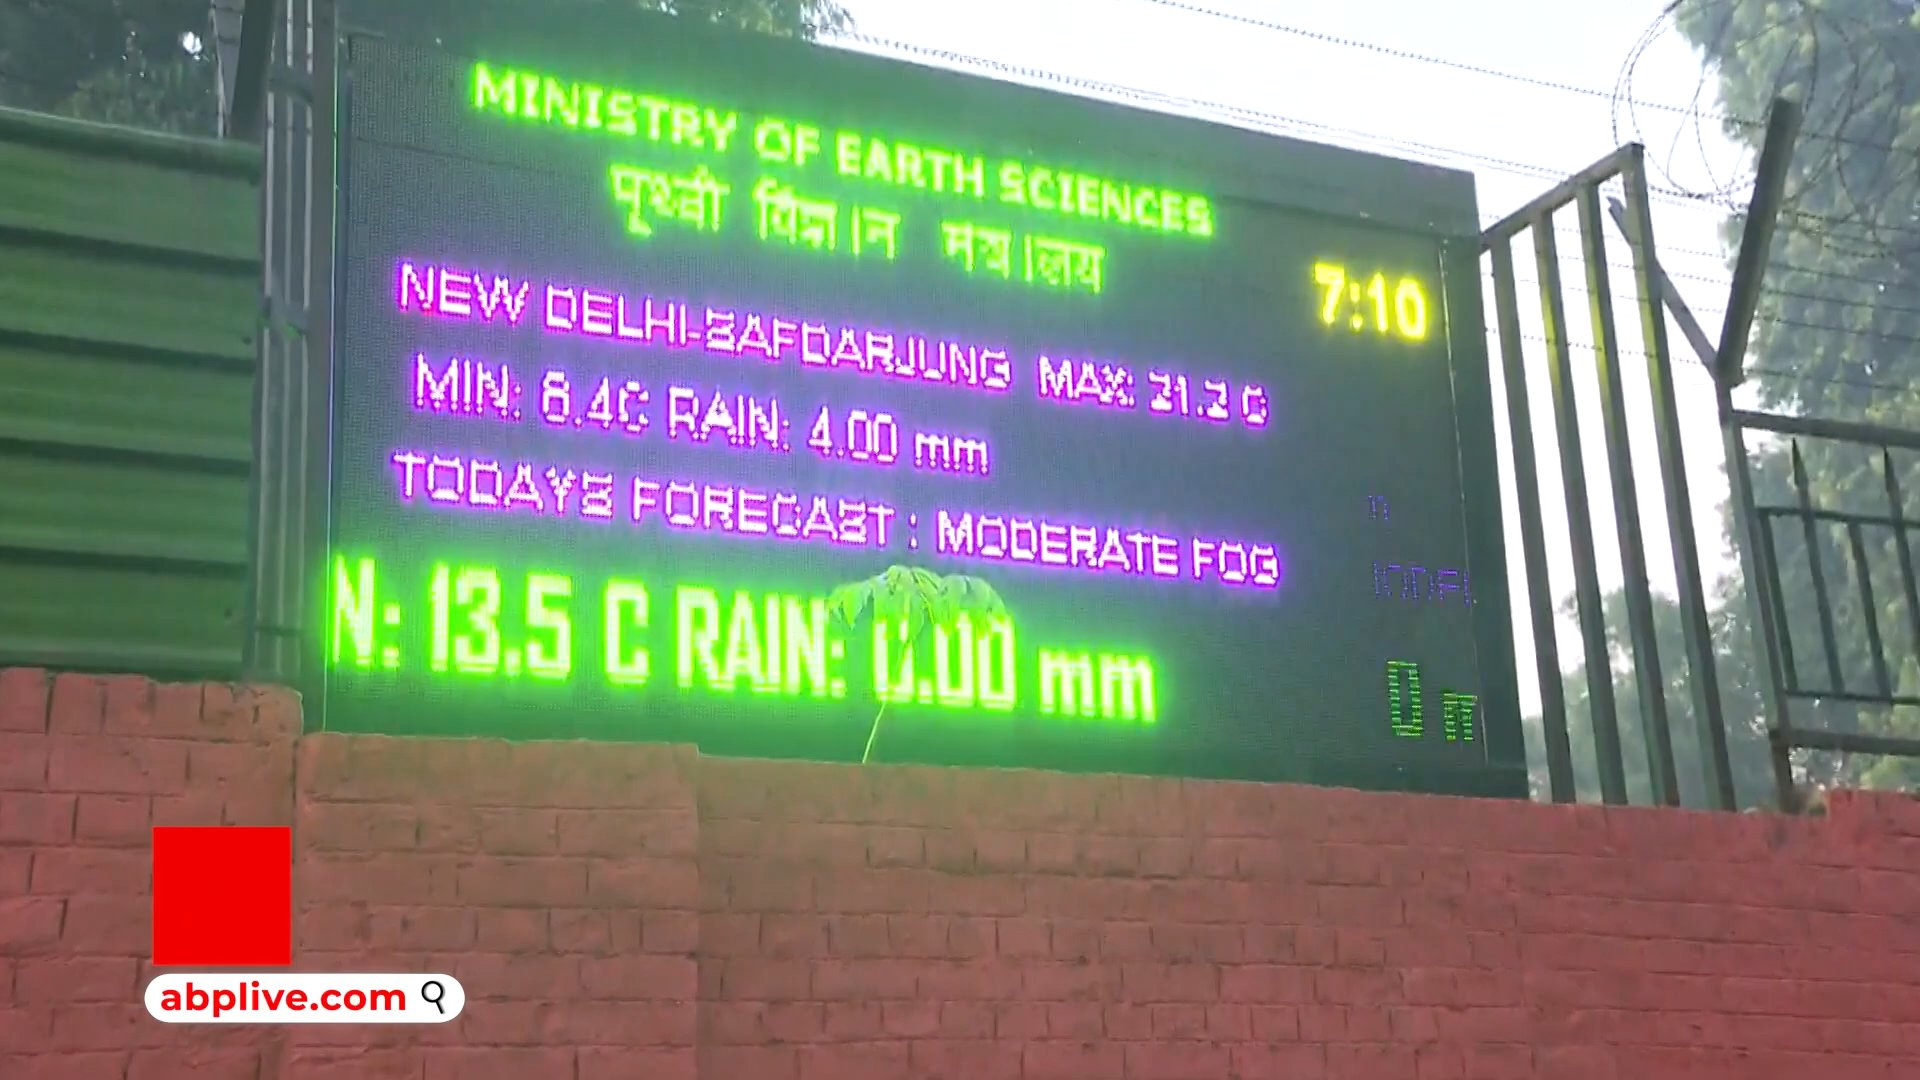 MINISTRY OF EARTH SCIENCES
पृथ्वी विज्ञान मंत्रालय
7:10
NEW DELHI-SAFDARJUNG MAX: 21.2 C
MIN: 8.4C RAIN: 4.00 mm
TODAYS FORECAST : MODERATE FOG
N: 13.5 C RAIN: 0.00 mm
abplive.com